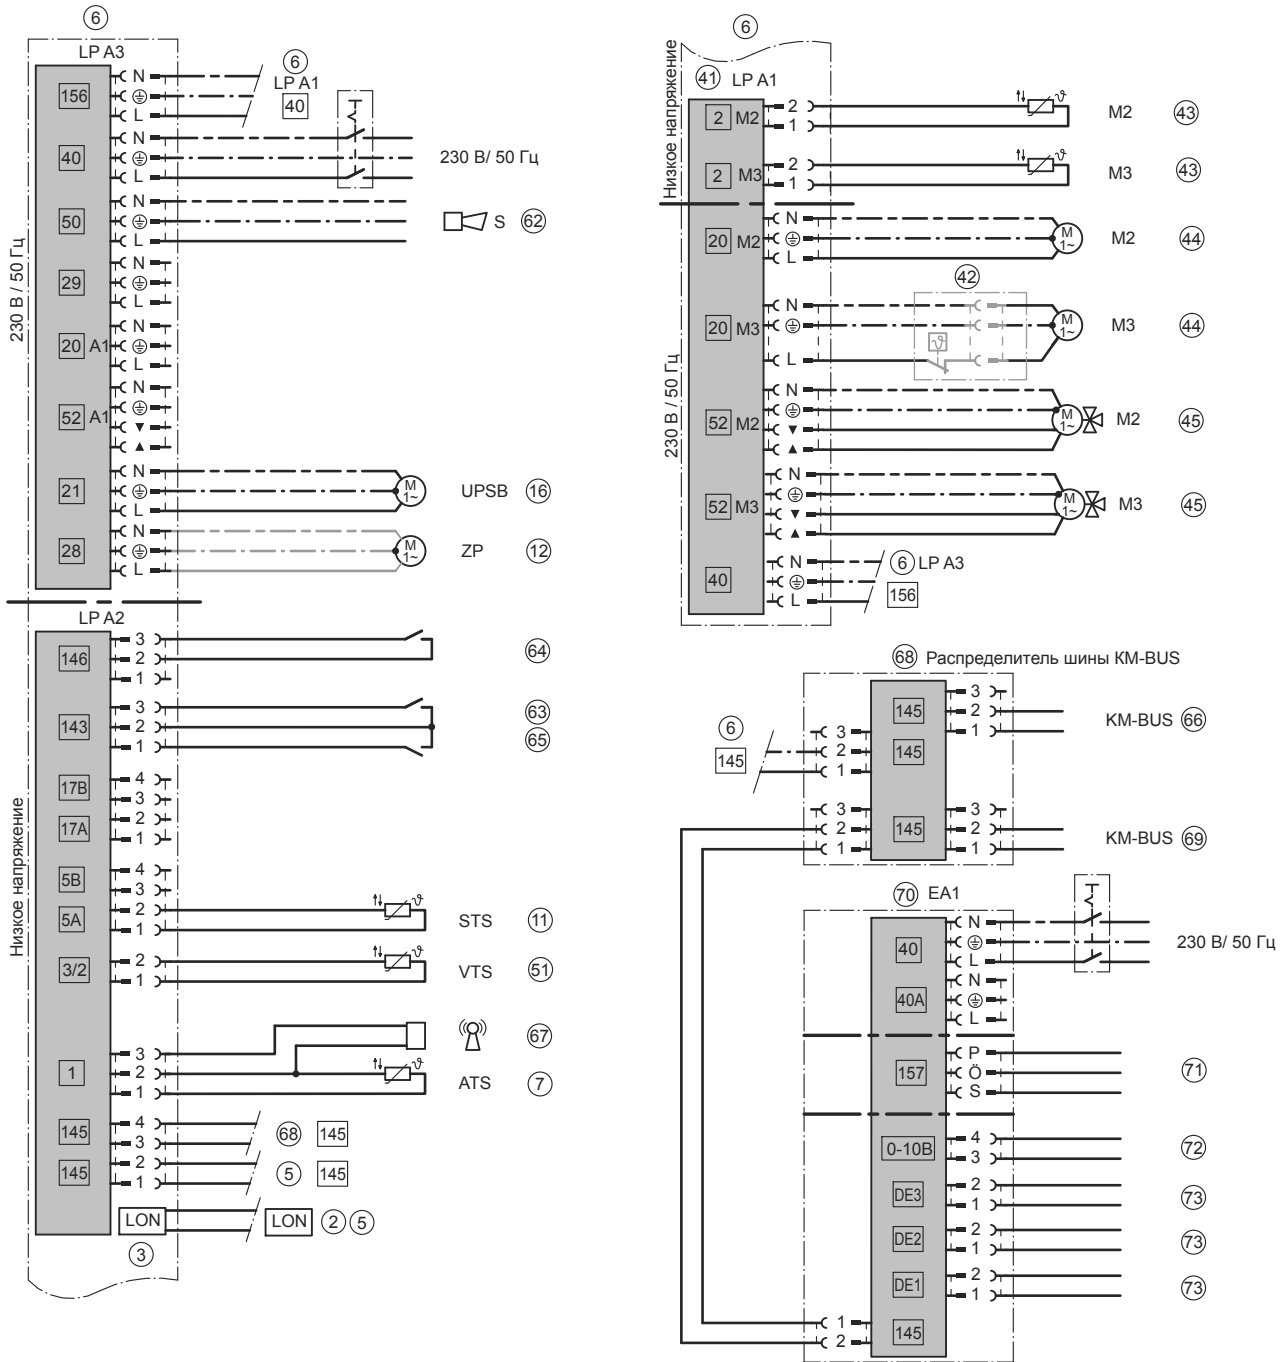 6
LP A3
6
LP A1
40
156
N
L
40
N
L
230 В/ 50 Гц
50
N
L
S 62
29
N
L
230 В / 50 Гц
20 A1
N
L
52 A1
N
▼
▲
21
N
L
M
1~
UPSB 16
28
N
L
M
1~
ZP 12
LP A2
146
3
2
1
64
143
3
2
1
63
65
17B
4
3
17A
2
1
Низкое напряжение
5B
4
3
5A
2
1
ϑ
STS 11
3/2
2
1
ϑ
VTS 51
67
1
3
2
1
ϑ
ATS 7
145
4
3
68 145
145
2
1
5 145
LON
LON 2 5
3
6
Низкое напряжение
41 LP A1
2 M2
2
1
ϑ
M2 43
2 M3
2
1
ϑ
M3 43
20 M2
N
L
M
1~
M2 44
42
20 M3
N
L
ϑ
M
1~
M3 44
230 В / 50 Гц
52 M2
N
▼
▲
M
1~
M2 45
52 M3
N
▼
▲
M
1~
M3 45
40
N
L
6 LP A3
156
68 Распределитель шины КМ-BUS
145
3
2
1
KM-BUS 66
6
145
3
2
1
145
3
2
1
145
3
2
1
KM-BUS 69
70 EA1
40
N
L
230 В/ 50 Гц
40A
N
L
157
P
Ö
S
71
0-10В
4
3
72
DE3
2
1
73
DE2
2
1
73
DE1
2
1
73
1
2
145